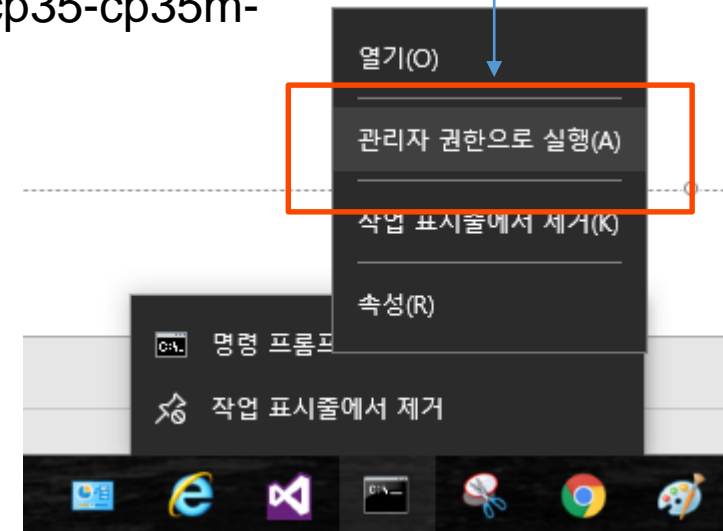 cp35-cp35m-
열기(O)
관리자 권한으로 실행(A)
작업 표시줄에서 제거(K)
속성(R)
명령 프롬프
작업 표시줄에서 제거